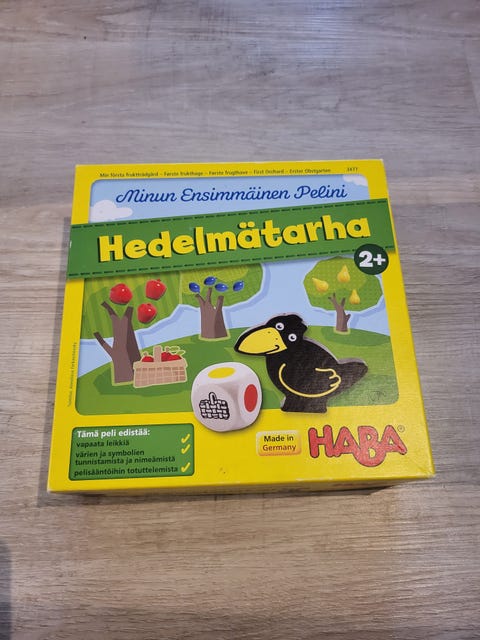 Min första fruktträdgård – Første frukthage – Første frugthave – First Orchard – Erster Obstgarten
3477
Minun Ensimmäinen Pelini
Hedelmätarha
2+
Tämä peli edistää:
vapaata leikkiä
värien ja symbolien
tunnistamista ja nimeämistä
pelisääntöihin totuttelemista
Made in
Germany
HABA®